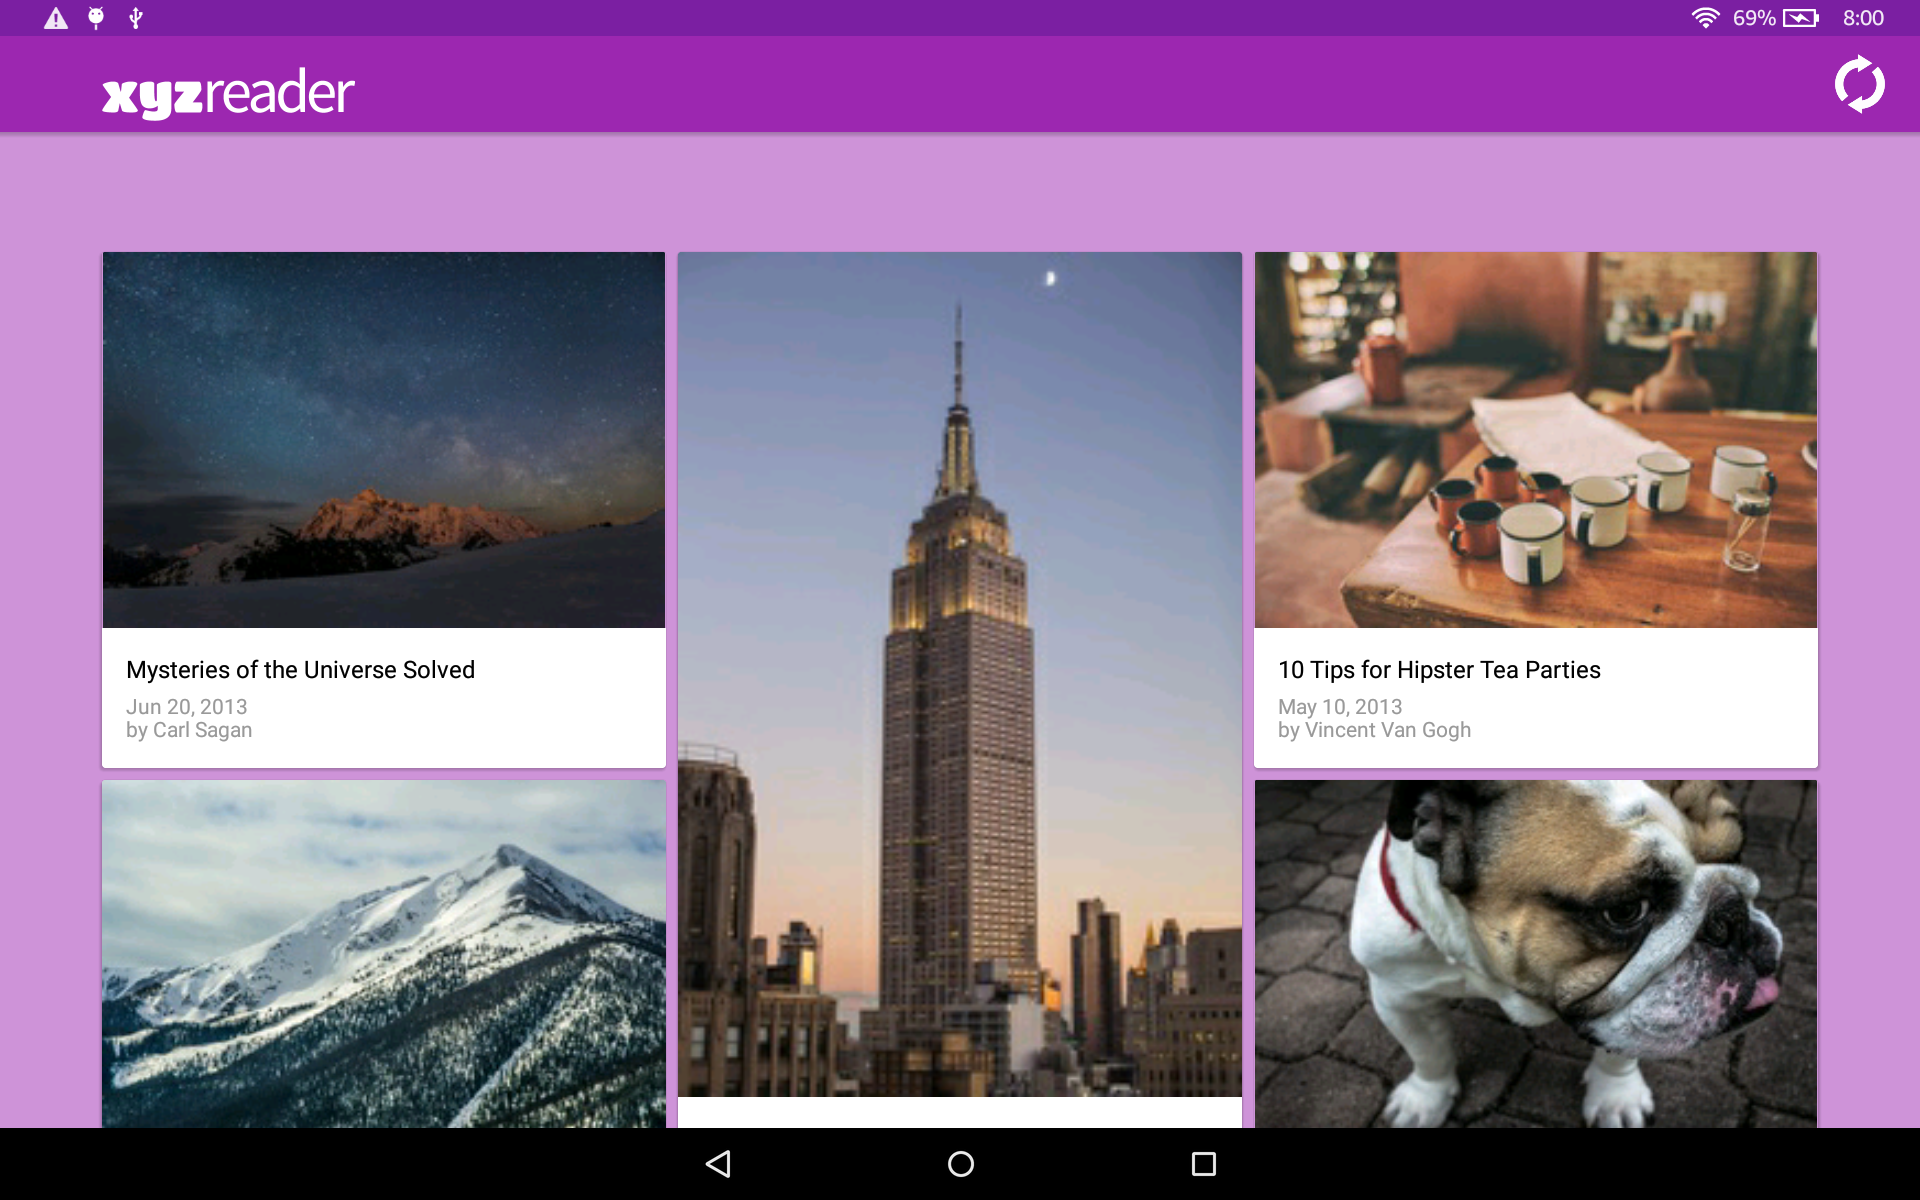 69%
8:00
xyzreader
Mysteries of the Universe Solved
Jun 20, 2013
by Carl Sagan
10 Tips for Hipster Tea Parties
May 10, 2013
by Vincent Van Gogh